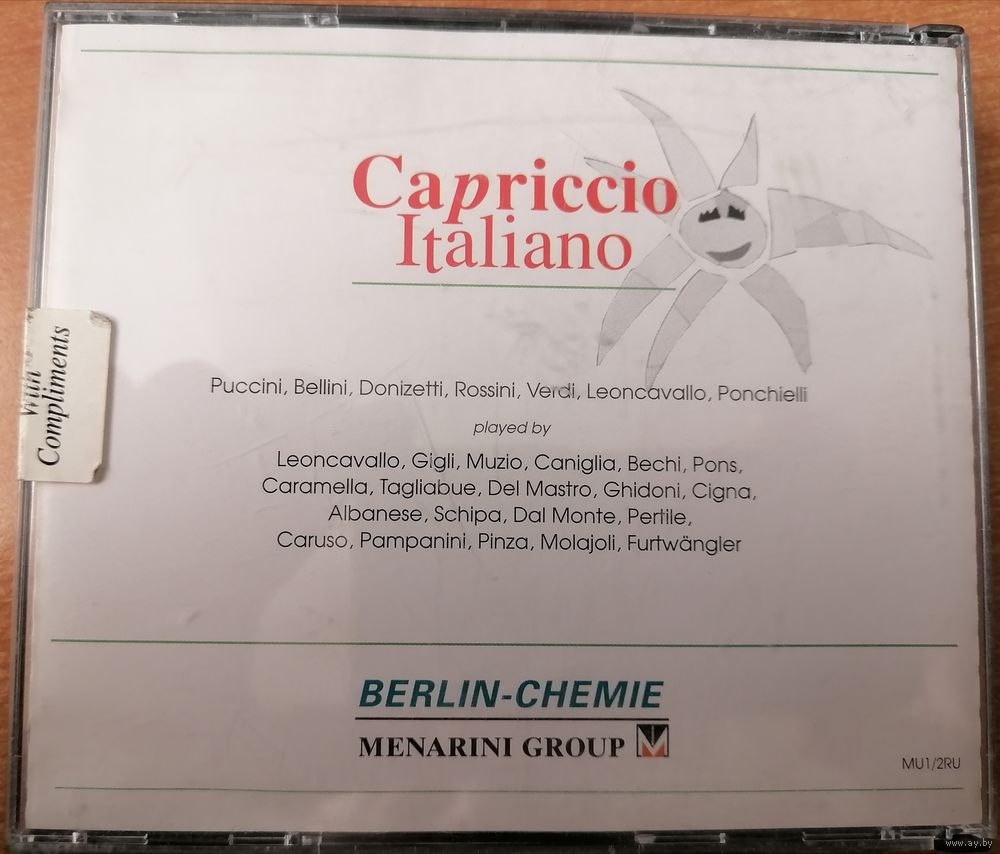 Capriccio
Italiano
With
Compliments
Puccini, Bellini, Donizetti, Rossini, Verdi, Leoncavallo, Ponchielli
played by
Leoncavallo, Gigli, Muzio, Caniglia, Bechi, Pons,
Caramella, Tagliabue, Del Mastro, Ghidoni, Cigna,
Albanese, Schipa, Dal Monte, Pertile,
Caruso, Pampanini, Pinza, Molajoli, Furtwängler
BERLIN-CHEMIE
MENARINI GROUP
MU1/2RU
www.ay.by